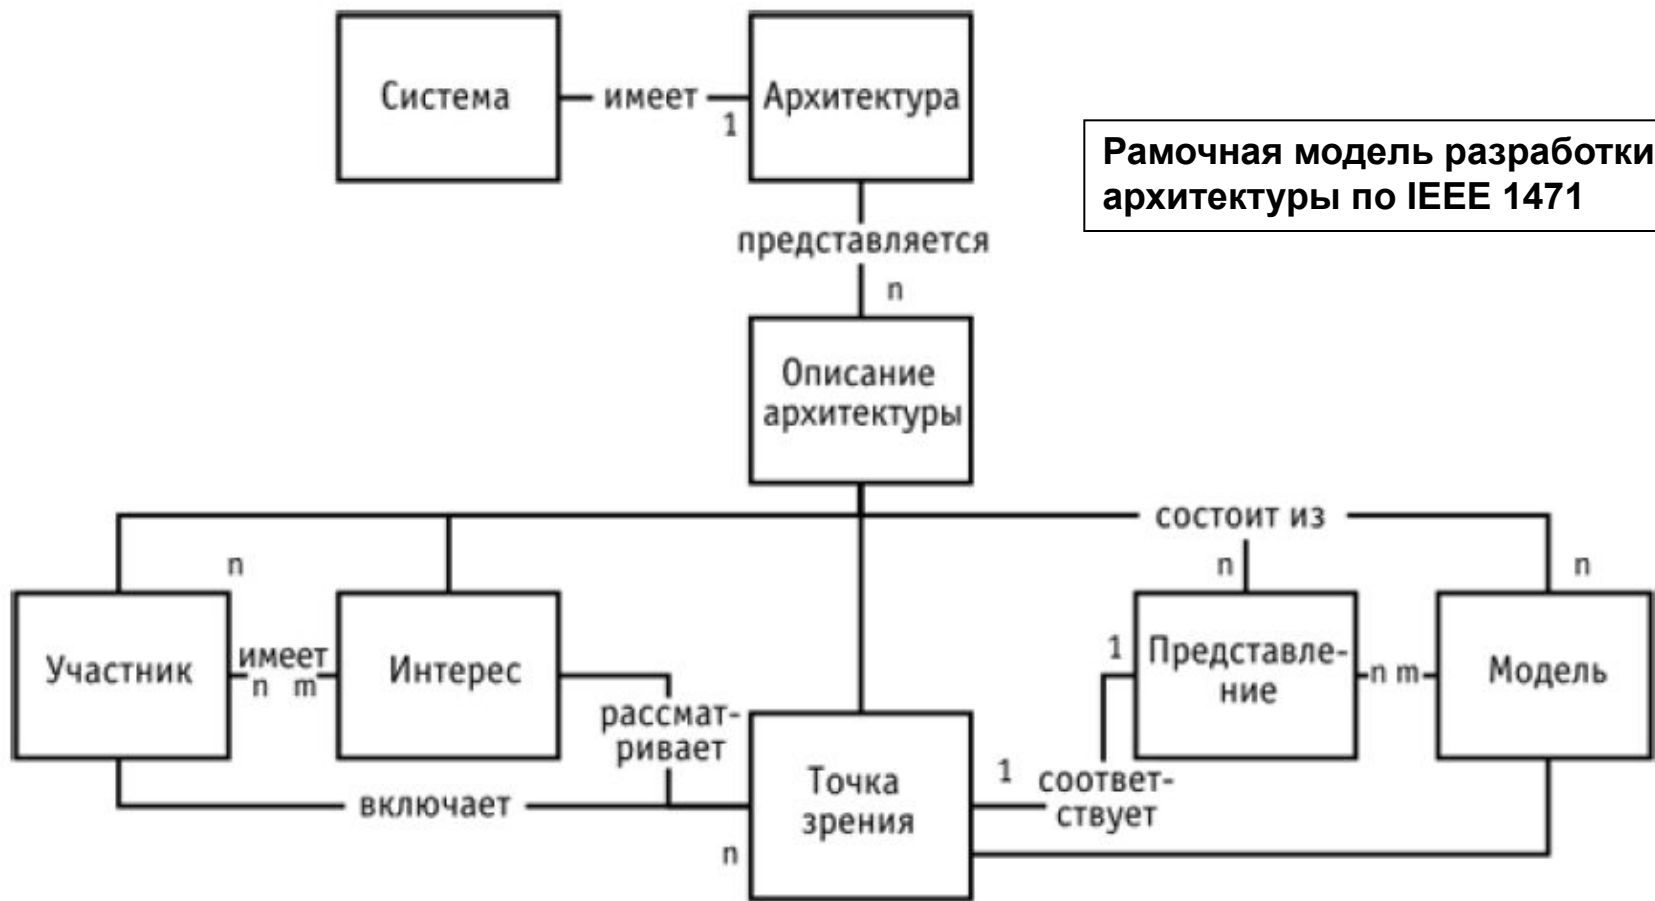 Система
имеет
1
Архитектура
Рамочная модель разработки
архитектуры по IEEE 1471
представляется
n
Описание
архитектуры
состоит из
n
n
n
Участник
имеет
n m
Интерес
рассмат-
ривает
включает
Точка
зрения
n
1
соответ-
ствует
1
Представле-
ние
n m
Модель